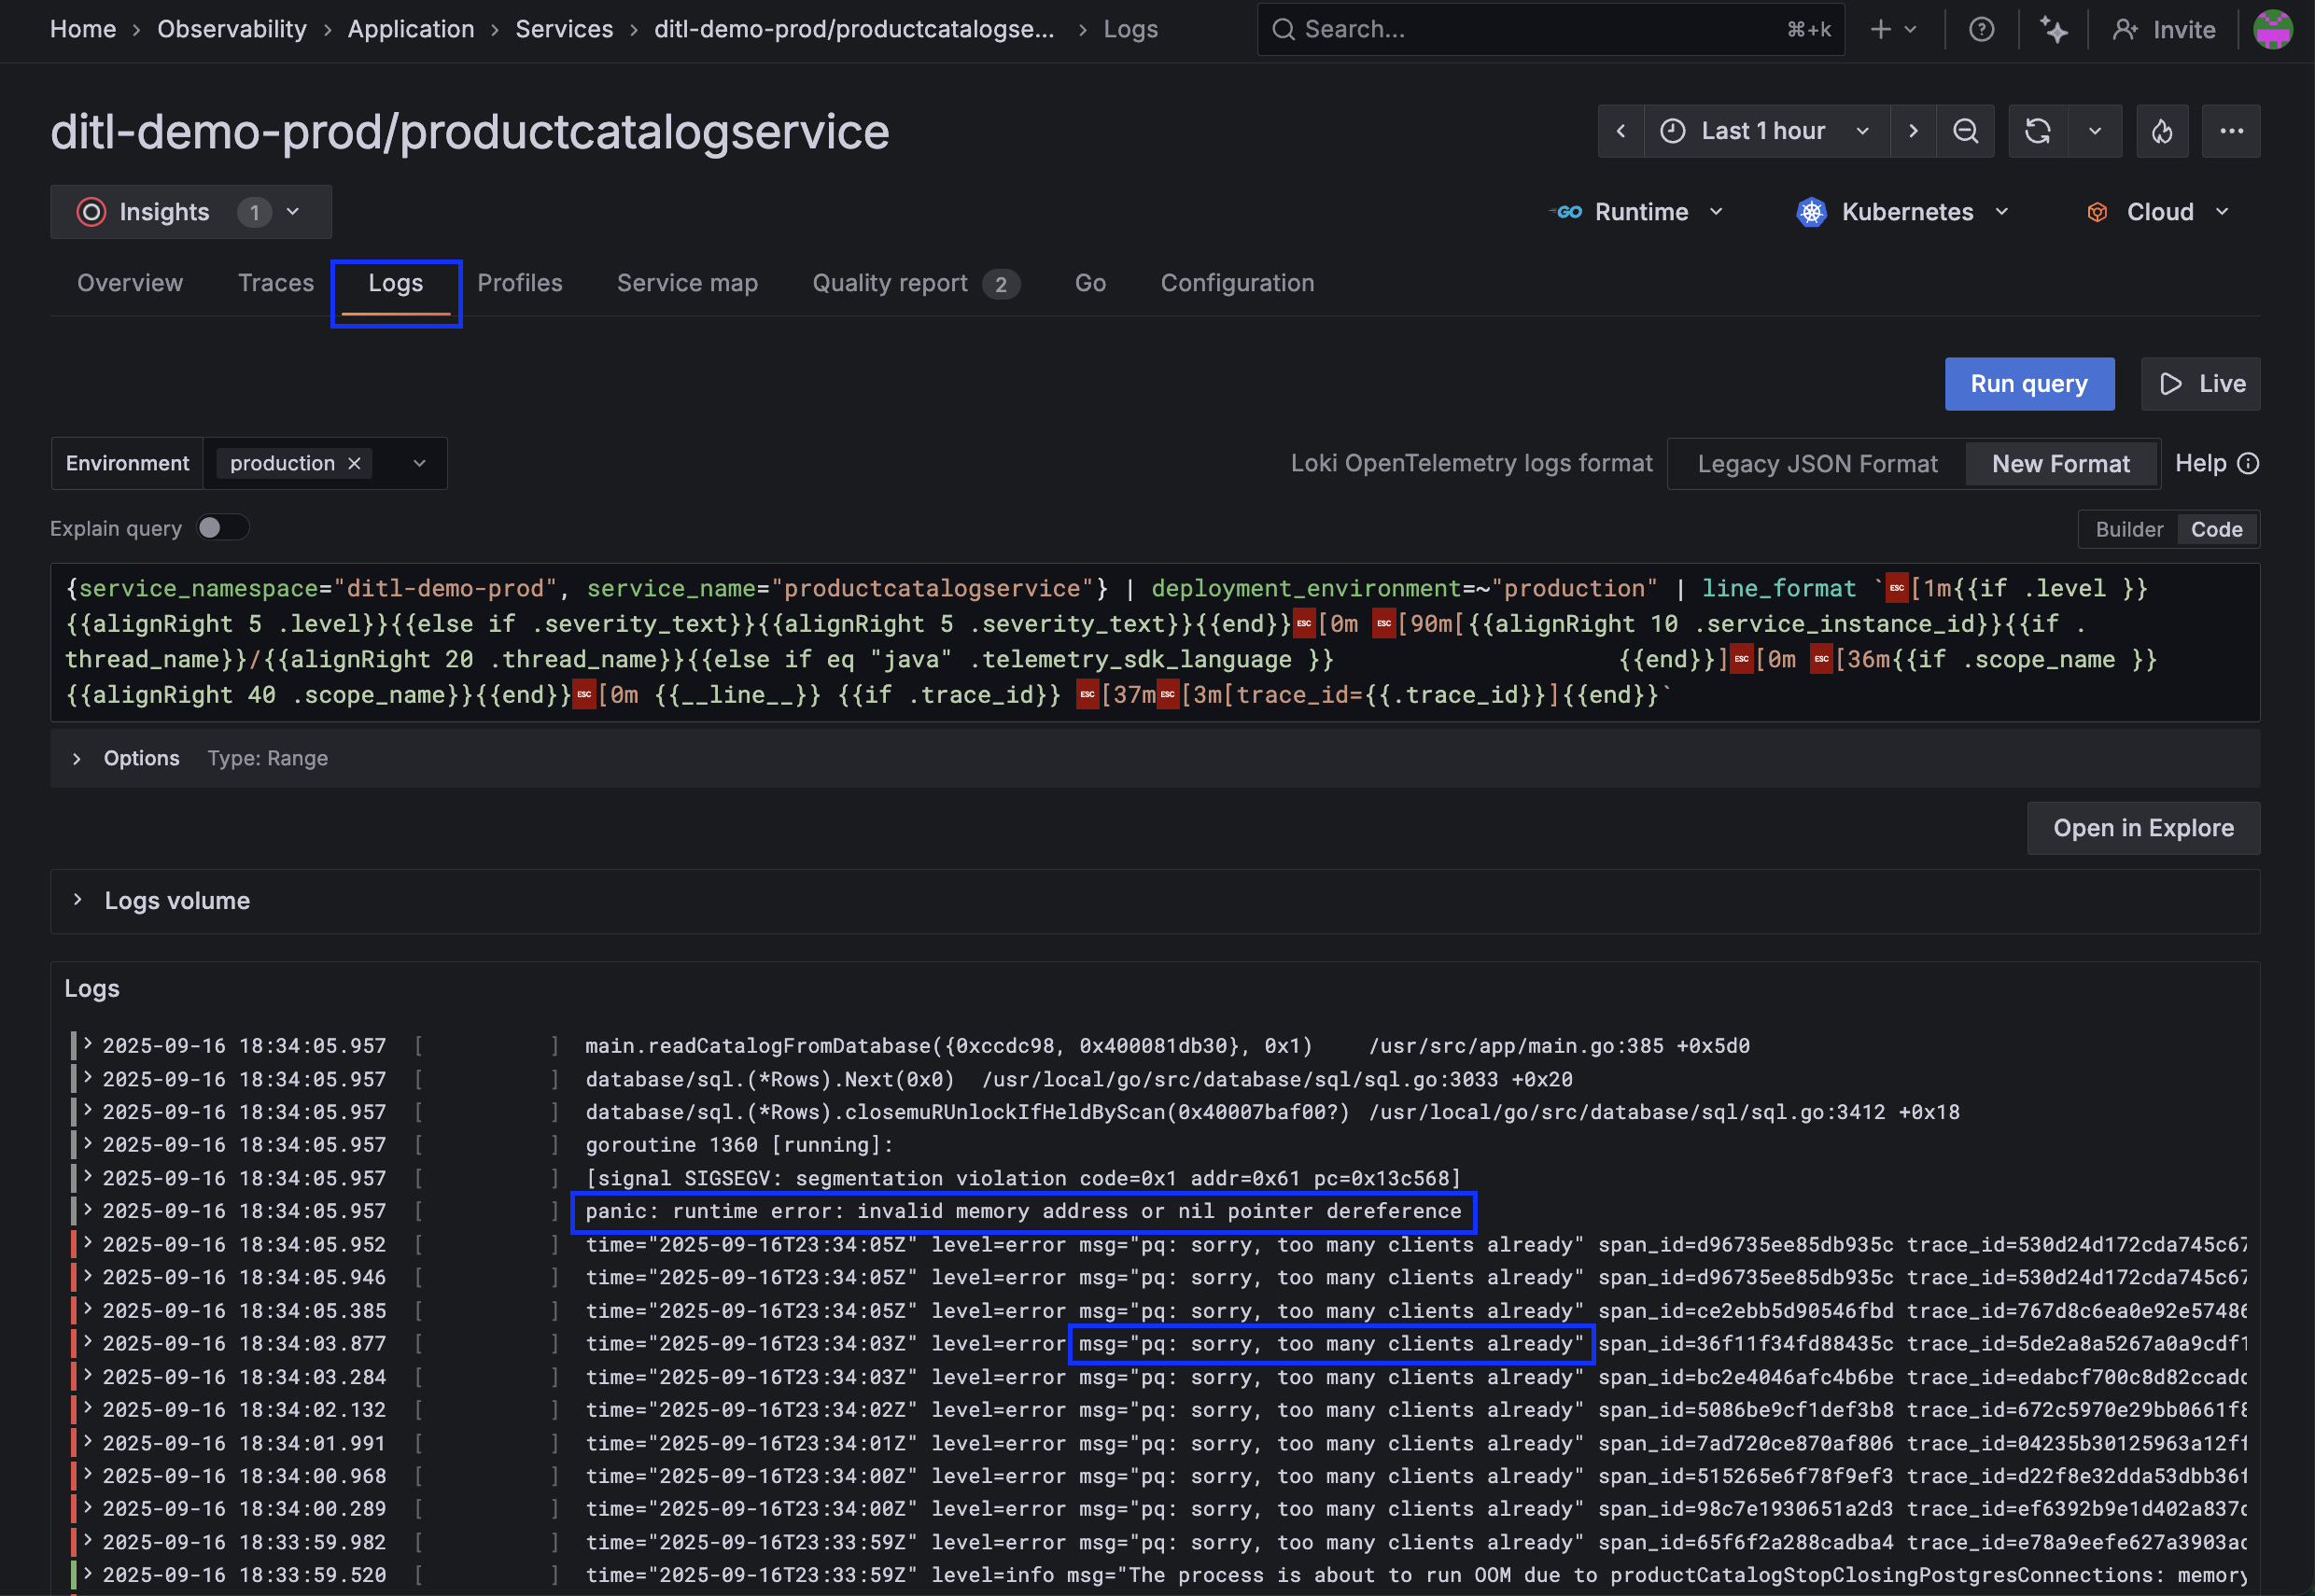 Home › Observability › Application › Services › ditl-demo-prod/productcatalogse... › Logs
Search... ⌘+k
Invite
ditl-demo-prod/productcatalogservice
Last 1 hour
Insights 1
GO Runtime
Kubernetes
Cloud
Overview Traces Logs Profiles Service map Quality report 2 Go Configuration
Run query
Live
Environment production ×
Loki OpenTelemetry logs format Legacy JSON Format New Format Help
Explain query
Builder Code
{service_namespace="ditl-demo-prod", service_name="productcatalogservice"} | deployment_environment=~"production" | line_format `ESC[1m{{if .level }}
{{alignRight 5 .level}}{{else if .severity_text}}{{alignRight 5 .severity_text}}{{end}}ESC[0m ESC[90m[{{alignRight 10 .service_instance_id}}{{if .
thread_name}}/{{alignRight 20 .thread_name}}{{else if eq "java" .telemetry_sdk_language }}                    {{end}}]ESC[0m ESC[36m{{if .scope_name }}
{{alignRight 40 .scope_name}}{{end}}ESC[0m {{__line__}} {{if .trace_id}} ESC[37mESC[3m[trace_id={{.trace_id}}]{{end}}`
Options Type: Range
Open in Explore
Logs volume
Logs
2025-09-16 18:34:05.957 [ ] main.readCatalogFromDatabase({0xccdc98, 0x400081db30}, 0x1) /usr/src/app/main.go:385 +0x5d0
2025-09-16 18:34:05.957 [ ] database/sql.(*Rows).Next(0x0) /usr/local/go/src/database/sql/sql.go:3033 +0x20
2025-09-16 18:34:05.957 [ ] database/sql.(*Rows).closemuRUnlockIfHeldByScan(0x40007baf00?) /usr/local/go/src/database/sql/sql.go:3412 +0x18
2025-09-16 18:34:05.957 [ ] goroutine 1360 [running]:
2025-09-16 18:34:05.957 [ ] [signal SIGSEGV: segmentation violation code=0x1 addr=0x61 pc=0x13c568]
2025-09-16 18:34:05.957 [ ] panic: runtime error: invalid memory address or nil pointer dereference
2025-09-16 18:34:05.952 [ ] time="2025-09-16T23:34:05Z" level=error msg="pq: sorry, too many clients already" span_id=d96735ee85db935c trace_id=530d24d172cda745c67
2025-09-16 18:34:05.946 [ ] time="2025-09-16T23:34:05Z" level=error msg="pq: sorry, too many clients already" span_id=d96735ee85db935c trace_id=530d24d172cda745c67
2025-09-16 18:34:05.385 [ ] time="2025-09-16T23:34:05Z" level=error msg="pq: sorry, too many clients already" span_id=ce2ebb5d90546fbd trace_id=767d8c6ea0e92e57486
2025-09-16 18:34:03.877 [ ] time="2025-09-16T23:34:03Z" level=error msg="pq: sorry, too many clients already" span_id=36f11f34fd88435c trace_id=5de2a8a5267a0a9cdf1
2025-09-16 18:34:03.284 [ ] time="2025-09-16T23:34:03Z" level=error msg="pq: sorry, too many clients already" span_id=bc2e4046afc4b6be trace_id=edabcf700c8d82ccadc
2025-09-16 18:34:02.132 [ ] time="2025-09-16T23:34:02Z" level=error msg="pq: sorry, too many clients already" span_id=5086be9cf1def3b8 trace_id=672c5970e29bb0661f8
2025-09-16 18:34:01.991 [ ] time="2025-09-16T23:34:01Z" level=error msg="pq: sorry, too many clients already" span_id=7ad720ce870af806 trace_id=04235b30125963a12ff
2025-09-16 18:34:00.968 [ ] time="2025-09-16T23:34:00Z" level=error msg="pq: sorry, too many clients already" span_id=515265e6f78f9ef3 trace_id=d22f8e32dda53dbb36f
2025-09-16 18:34:00.289 [ ] time="2025-09-16T23:34:00Z" level=error msg="pq: sorry, too many clients already" span_id=98c7e1930651a2d3 trace_id=ef6392b9e1d402a837c
2025-09-16 18:33:59.982 [ ] time="2025-09-16T23:33:59Z" level=error msg="pq: sorry, too many clients already" span_id=65f6f2a288cadba4 trace_id=e78a9eefe627a3903ac
2025-09-16 18:33:59.520 [ ] time="2025-09-16T23:33:59Z" level=info msg="The process is about to run OOM due to productCatalogStopClosingPostgresConnections: memory